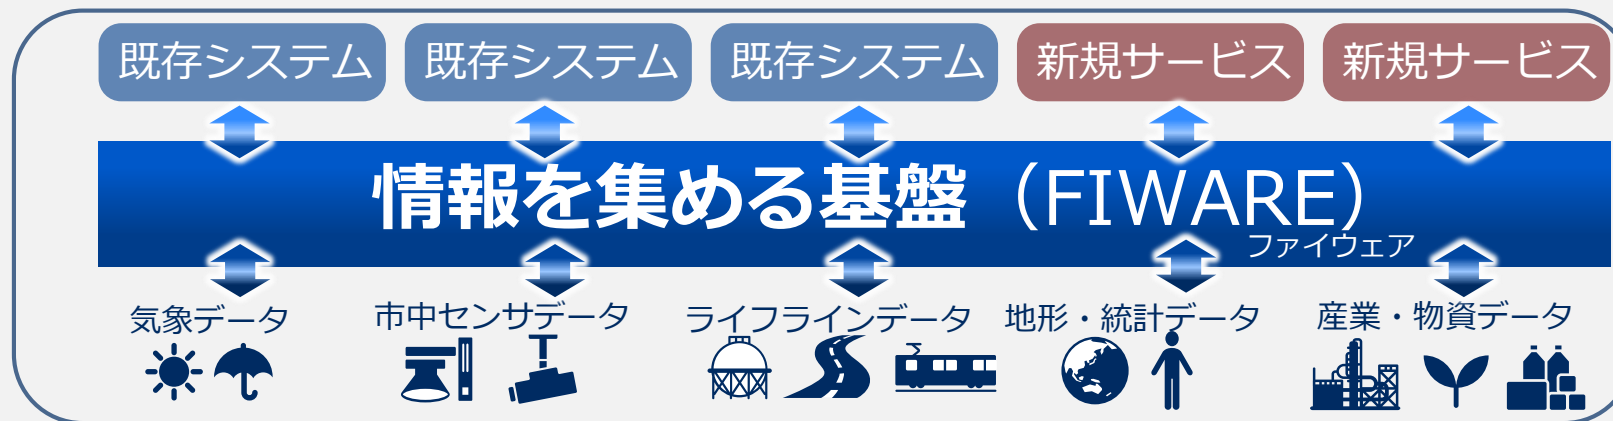 既存システム 既存システム 既存システム 新規サービス 新規サービス
情報を集める基盤（FIWARE）
ファイウェア
気象データ 市中センサデータ ライフラインデータ 地形・統計データ 産業・物資データ